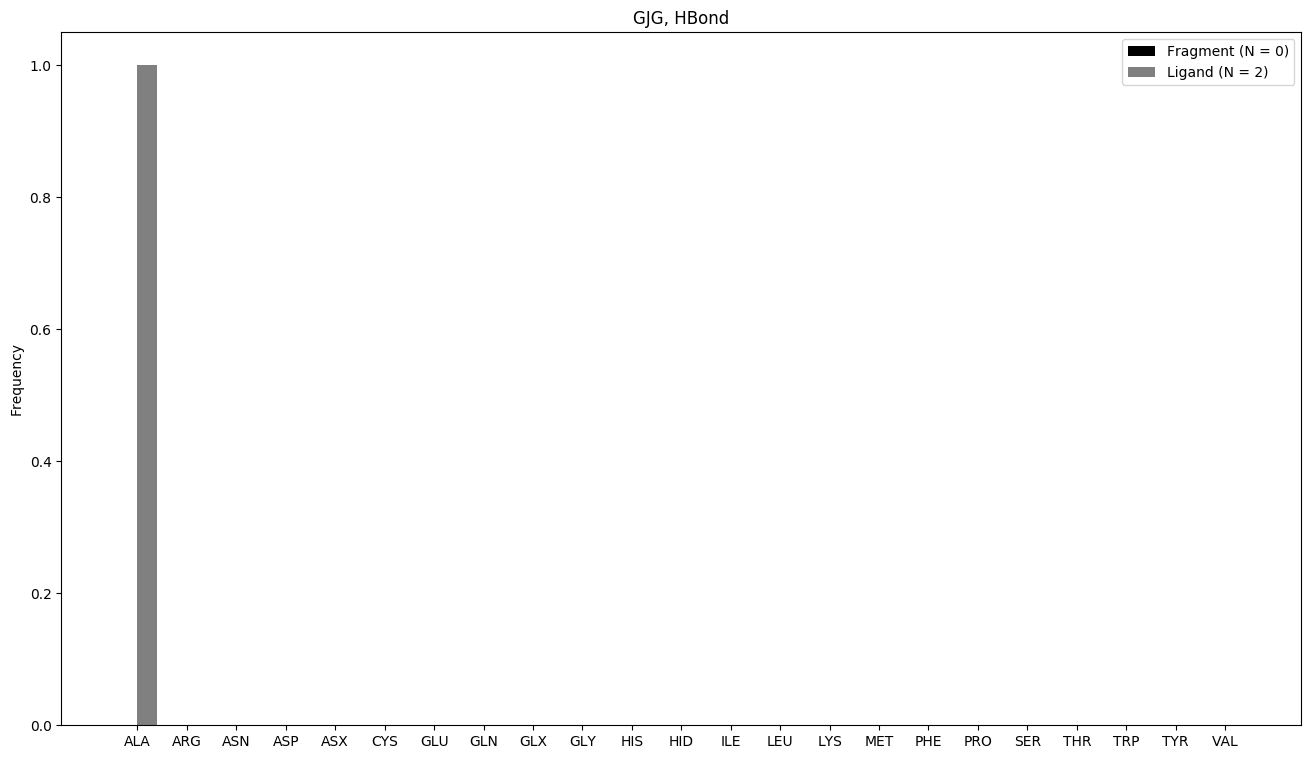 GJG, HBond
Fragment (N = 0)
Ligand (N = 2)
Frequency
1.0
0.8
0.6
0.4
0.2
0.0
ALA ARG ASN ASP ASX CYS GLU GLN GLX GLY HIS HID ILE LEU LYS MET PHE PRO SER THR TRP TYR VAL